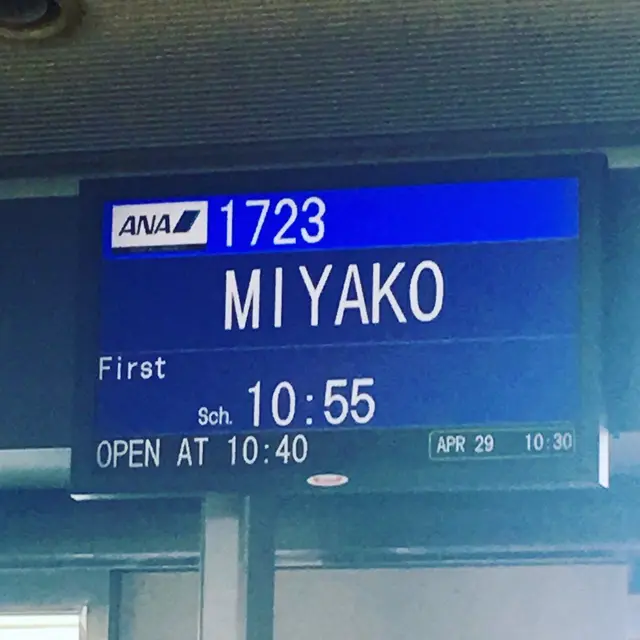 ANA 1723
MIYAKO
First
Sch. 10:55
OPEN AT 10:40 APR 29 10:30